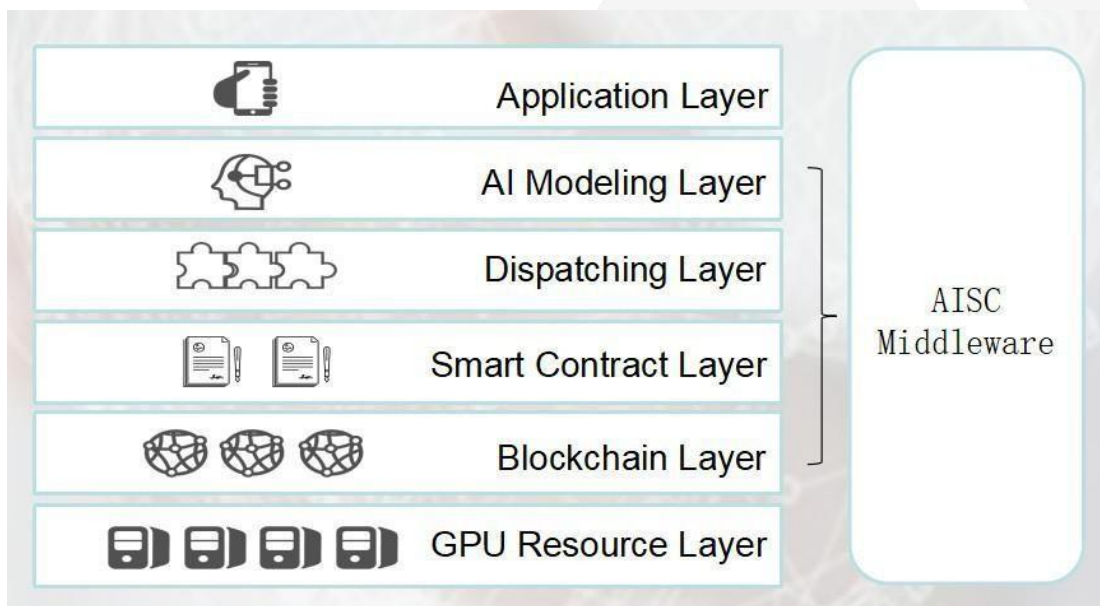 Application Layer
AI Modeling Layer
Dispatching Layer
Smart Contract Layer
Blockchain Layer
GPU Resource Layer
AISC
Middleware